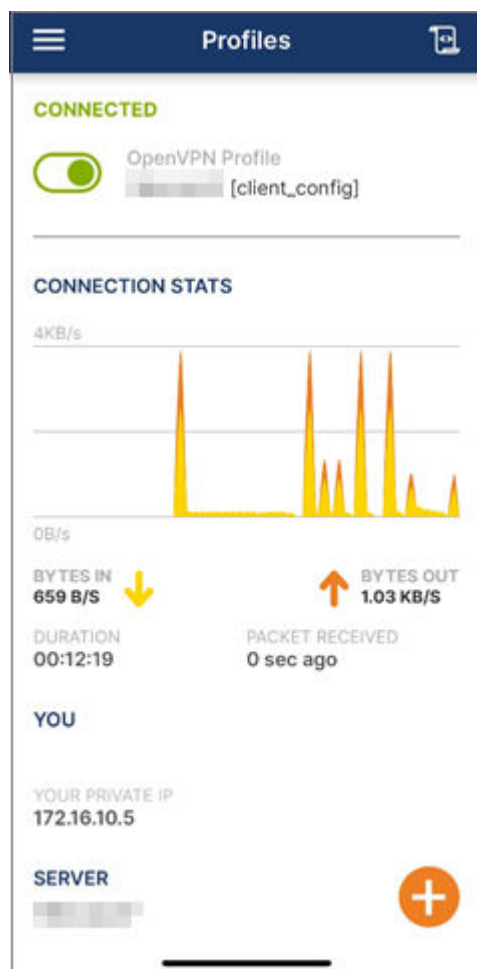 Profiles
CONNECTED
OpenVPN Profile
[client_config]
CONNECTION STATS
4KB/s
0B/s
BYTES IN
659 B/S
BYTES OUT
1.03 KB/S
DURATION
00:12:19
PACKET RECEIVED
0 sec ago
YOU
YOUR PRIVATE IP
172.16.10.5
SERVER